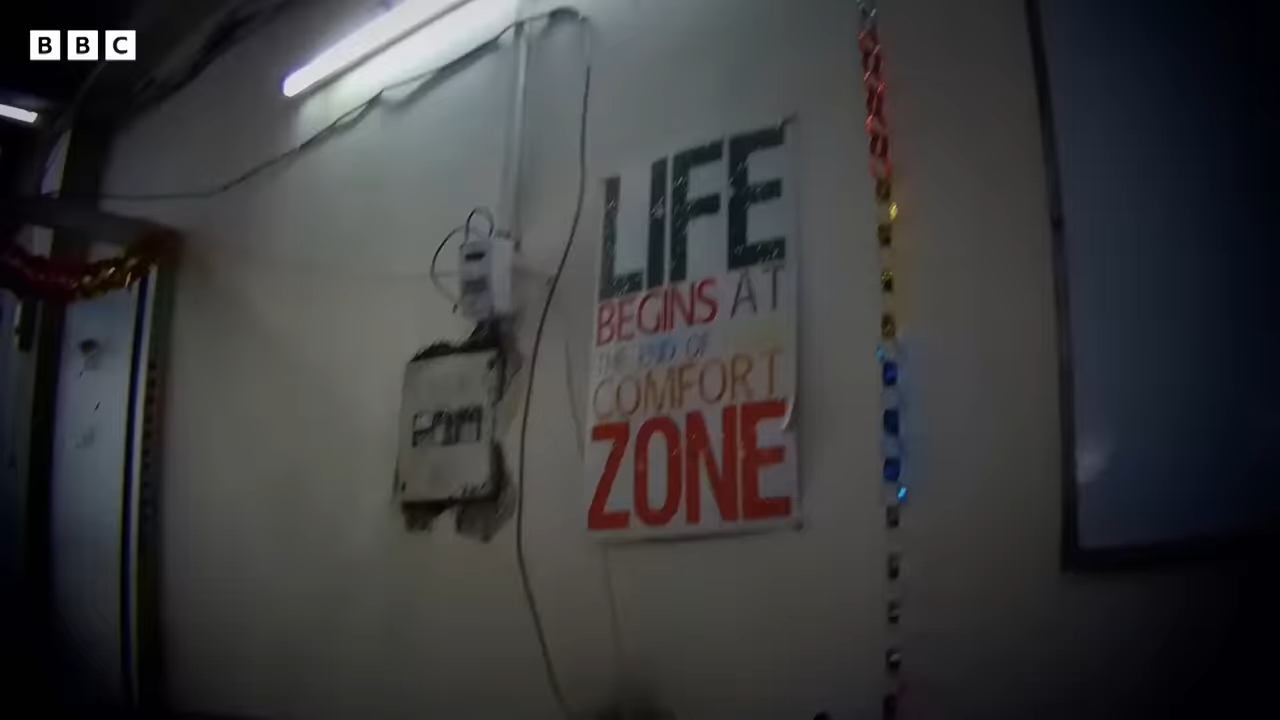 BBC
LIFE
BEGINS AT
THE END OF
COMFORT
ZONE